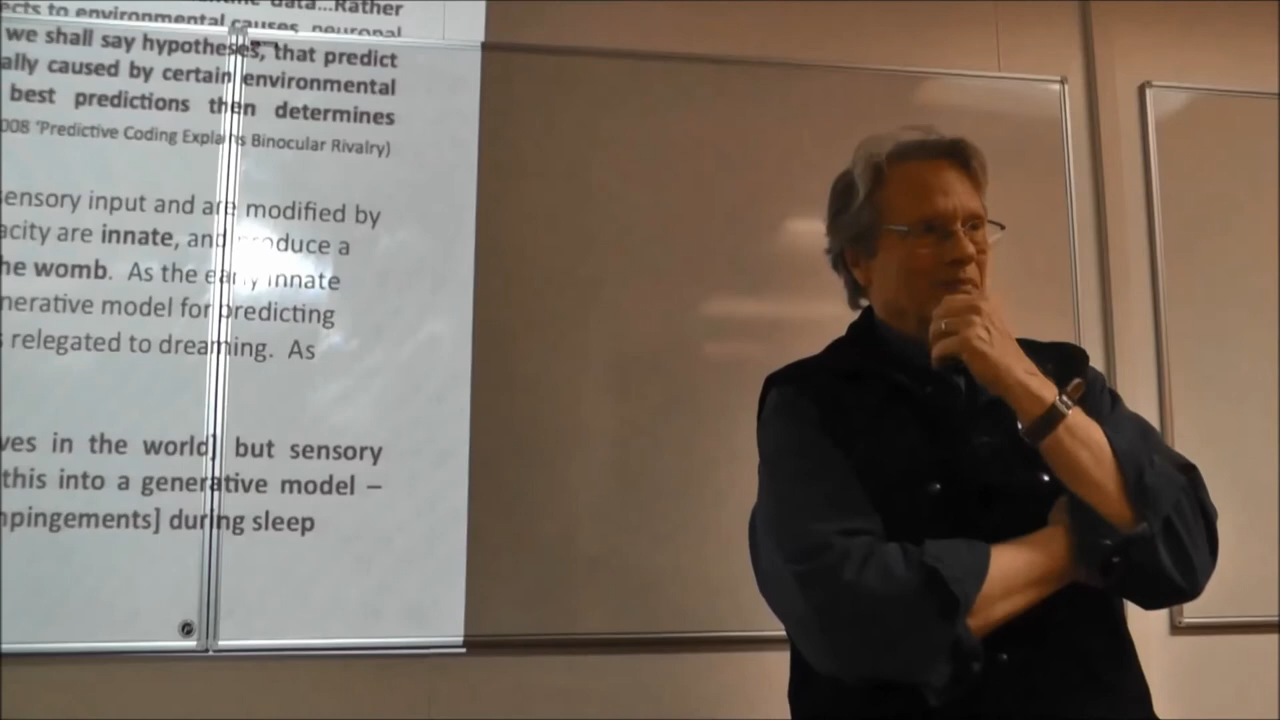 data...Rather
ects to environmental causes neuronal
we shall say hypotheses, that predict
ally caused by certain environmental
best predictions then determines
008 'Predictive Coding Explains Binocular Rivalry)
ensory input and are modified by
acity are innate, and produce a
he womb. As the early innate
nerative model for predicting
relegated to dreaming. As
ves in the world] but sensory
this into a generative model –
mpingements] during sleep